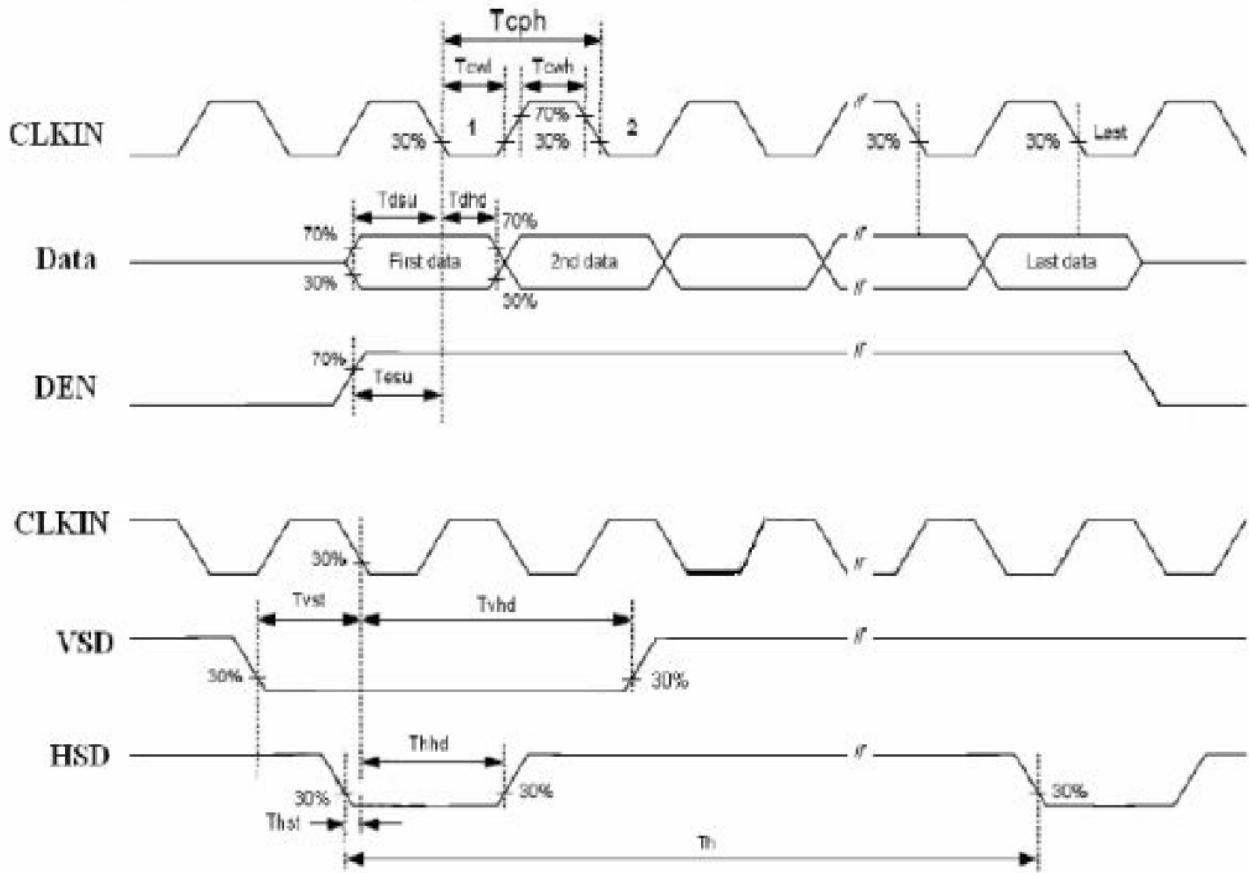 Tcph
Tcwl Tcwh
CLKIN 30% 1 70% 30% 2 30% 30% Last
Tdsu Tdhd
70% 70%
Data First data 2nd data Last data
30% 30%
DEN 70%
Tesu
CLKIN
30%
Tvst Tvhd
VSD
30% 30%
HSD Thhd
30% 30% 30%
Thst
Th